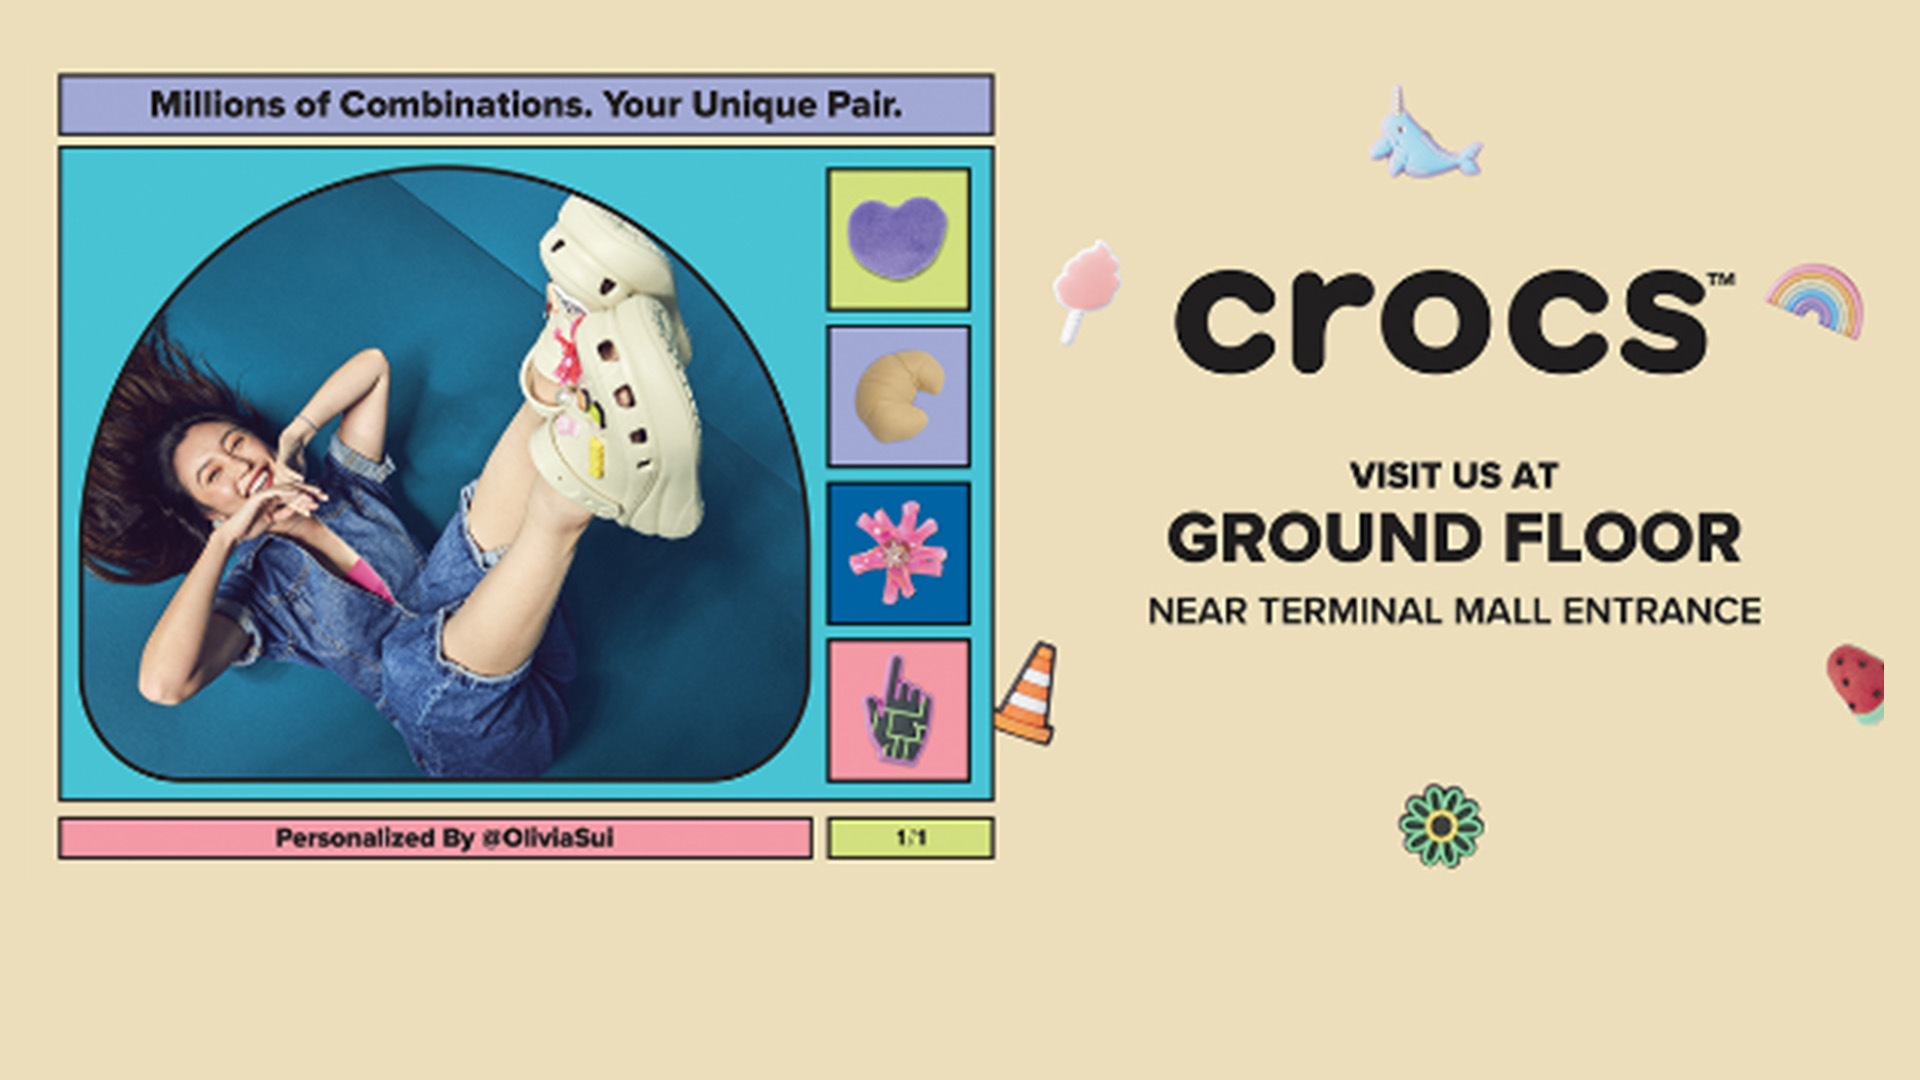 Millions of Combinations. Your Unique Pair.
Personalized By @OliviaSui
1/1
crocs™
VISIT US AT
GROUND FLOOR
NEAR TERMINAL MALL ENTRANCE